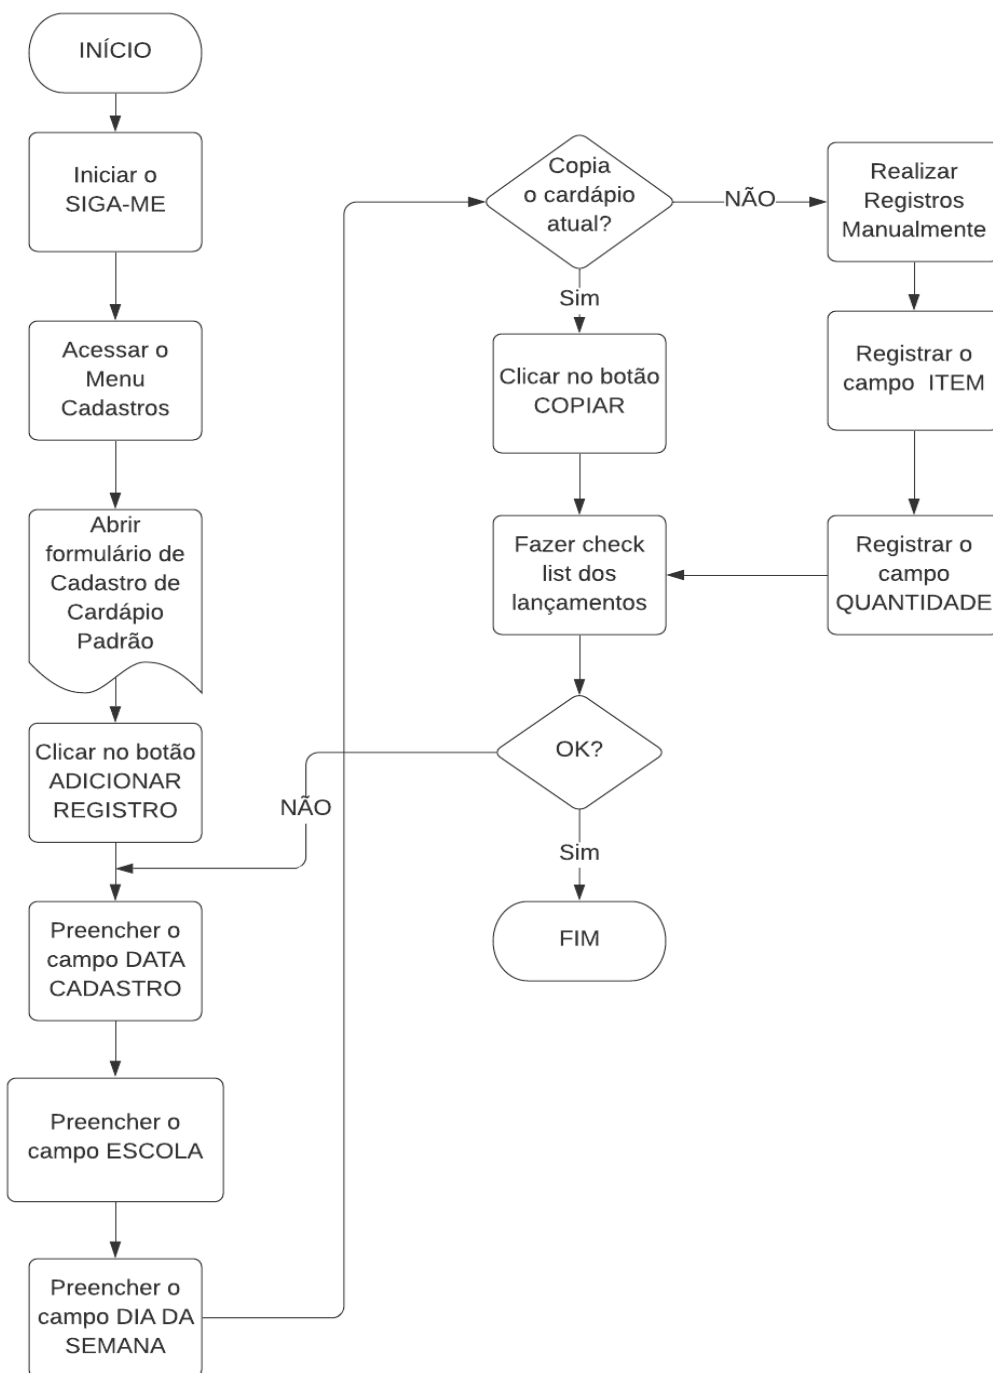 INÍCIO
Iniciar o
SIGA-ME
Acessar o
Menu
Cadastros
Abrir
formulário de
Cadastro de
Cardápio
Padrão
Clicar no botão
ADICIONAR
REGISTRO
Preencher o
campo DATA
CADASTRO
Preencher o
campo ESCOLA
Preencher o
campo DIA DA
SEMANA
Copia
o cardápio
atual?
NÃO
Realizar
Registros
Manualmente
Registrar o
campo ITEM
Registrar o
campo
QUANTIDADE
Sim
Clicar no botão
COPIAR
Fazer check
list dos
lançamentos
OK?
NÃO
Sim
FIM